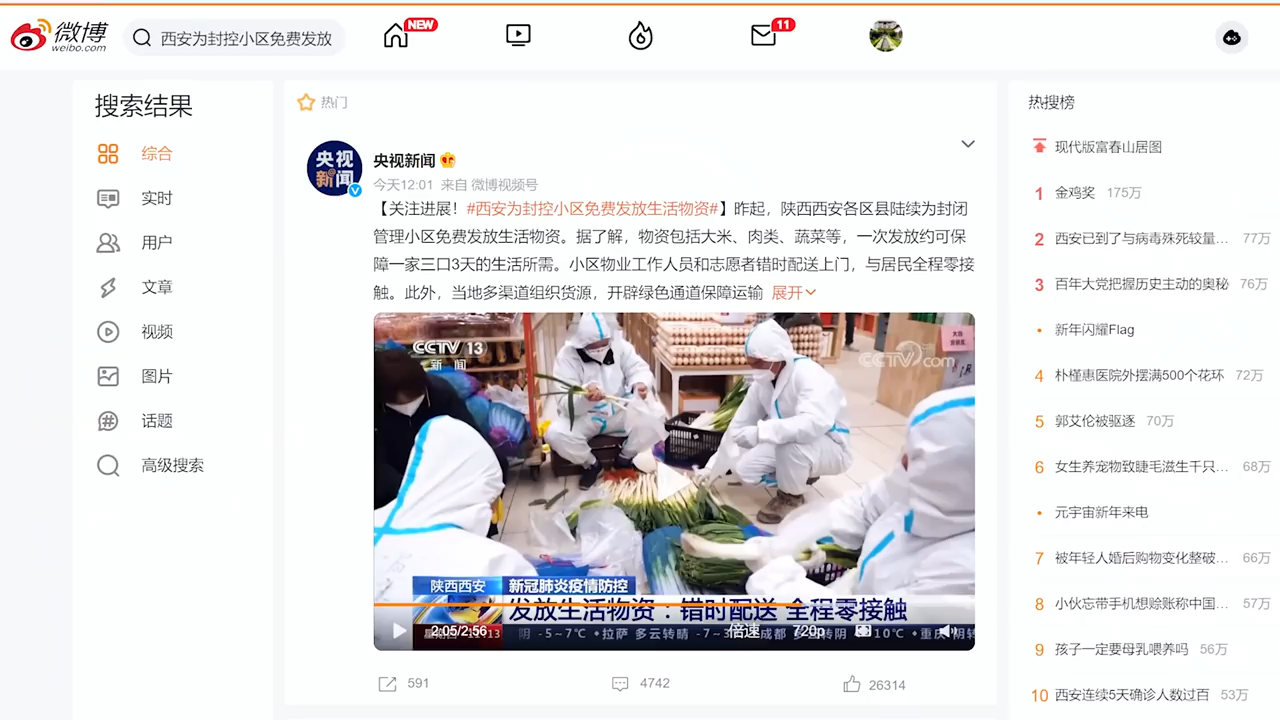 微博
weibo.com
西安为封控小区免费发放
NEW
11
搜索结果
综合
实时
用户
文章
视频
图片
话题
高级搜索
热门
央视新闻
央视新闻
今天12:01 来自 微博视频号
【关注进展！#西安为封控小区免费发放生活物资#】昨起，陕西西安各区县陆续为封闭
管理小区免费发放生活物资。据了解，物资包括大米、肉类、蔬菜等，一次发放约可保
障一家三口3天的生活所需。小区物业工作人员和志愿者错时配送上门，与居民全程零接
触。此外，当地多渠道组织货源，开辟绿色通道保障运输 展开
CCTV 13
新闻
CCTV.com
陕西西安 新冠肺炎疫情防控
发放生活物资：错时配送 全程零接触
2:05/2:56 倍速 720p
阴 -5～7℃ •拉萨 多云转晴 -7～
591 4742 26314
热搜榜
现代版富春山居图
1 金鸡奖 175万
2 西安已到了与病毒殊死较量… 77万
3 百年大党把握历史主动的奥秘 76万
• 新年闪耀Flag
4 朴槿惠医院外摆满500个花环 72万
5 郭艾伦被驱逐 70万
6 女生养宠物致睫毛滋生千只… 68万
• 元宇宙新年来电
7 被年轻人婚后购物变化整破… 66万
8 小伙忘带手机想赊账称中国… 57万
9 孩子一定要母乳喂养吗 56万
10 西安连续5天确诊人数过百 53万